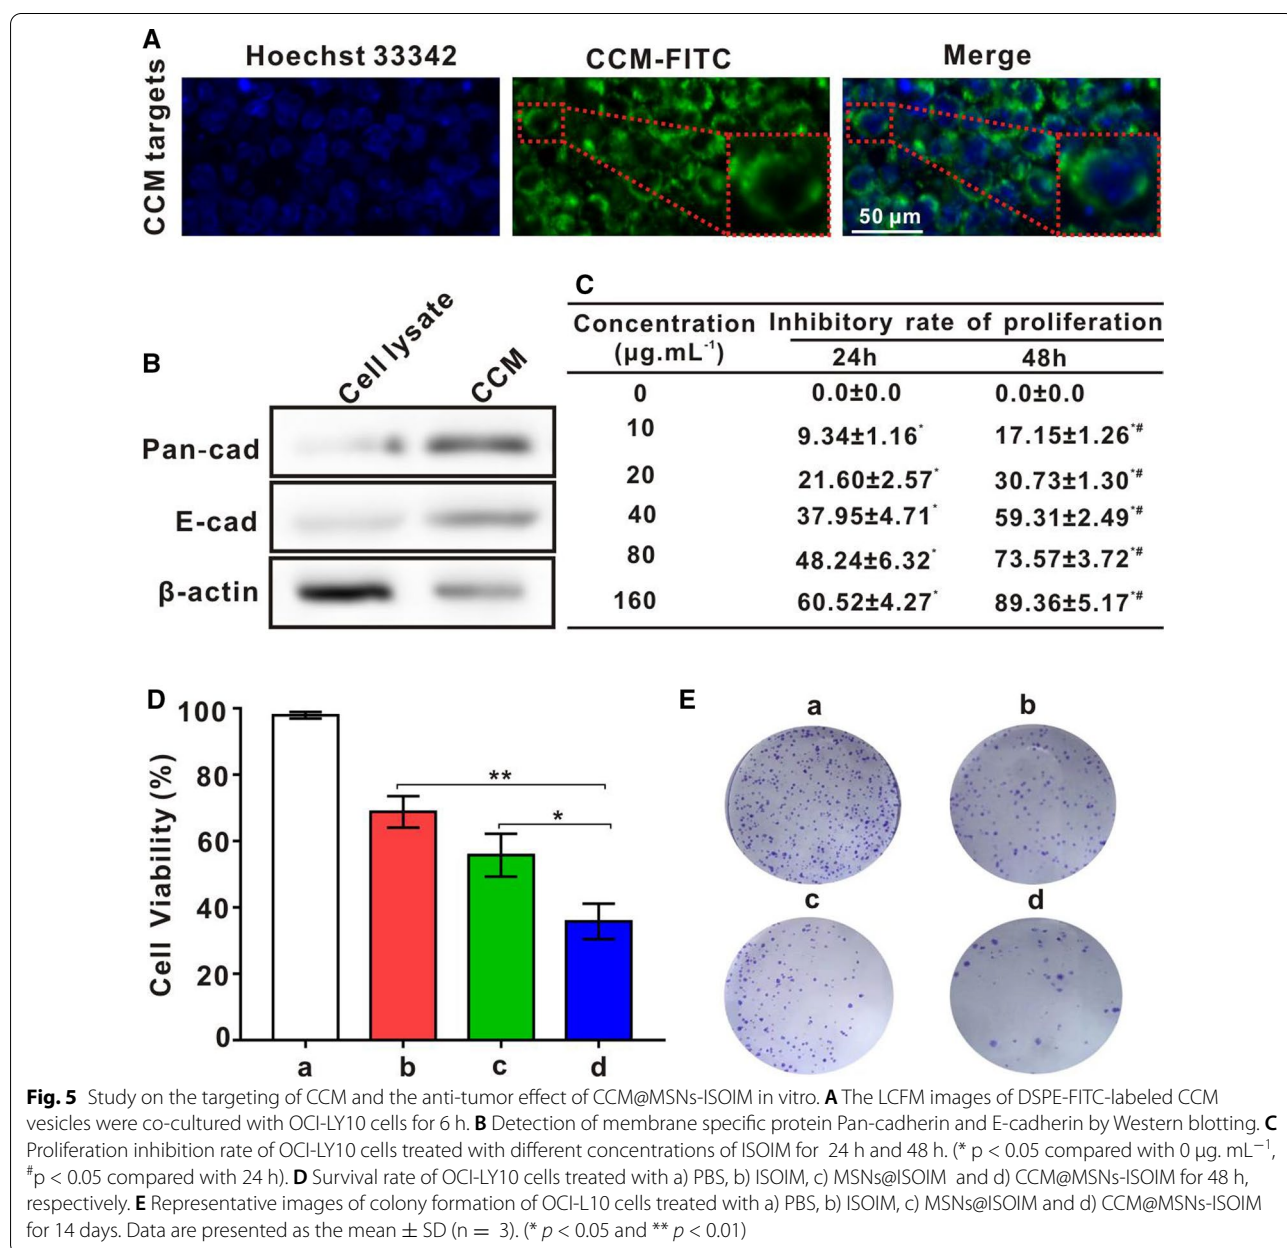 A
Hoechst 33342
CCM-FITC
Merge
CCM targets
50 µm
B
Cell lysate
CCM
Pan-cad
E-cad
β-actin
C
Concentration Inhibitory rate of proliferation
(µg.mL⁻¹) 24h 48h
0 0.0±0.0 0.0±0.0
10 9.34±1.16* 17.15±1.26*#
20 21.60±2.57* 30.73±1.30*#
40 37.95±4.71* 59.31±2.49*#
80 48.24±6.32* 73.57±3.72*#
160 60.52±4.27* 89.36±5.17*#
D
Cell Viability (%)
100
80
60
40
20
0
**
*
a b c d
E
a b
c d
Fig. 5 Study on the targeting of CCM and the anti-tumor effect of CCM@MSNs-ISOIM in vitro. A The LCFM images of DSPE-FITC-labeled CCM
vesicles were co-cultured with OCI-LY10 cells for 6 h. B Detection of membrane specific protein Pan-cadherin and E-cadherin by Western blotting. C
Proliferation inhibition rate of OCI-LY10 cells treated with different concentrations of ISOIM for 24 h and 48 h. (* p < 0.05 compared with 0 µg. mL⁻¹,
#p < 0.05 compared with 24 h). D Survival rate of OCI-LY10 cells treated with a) PBS, b) ISOIM, c) MSNs@ISOIM and d) CCM@MSNs-ISOIM for 48 h,
respectively. E Representative images of colony formation of OCI-L10 cells treated with a) PBS, b) ISOIM, c) MSNs@ISOIM and d) CCM@MSNs-ISOIM
for 14 days. Data are presented as the mean ± SD (n = 3). (* p < 0.05 and ** p < 0.01)